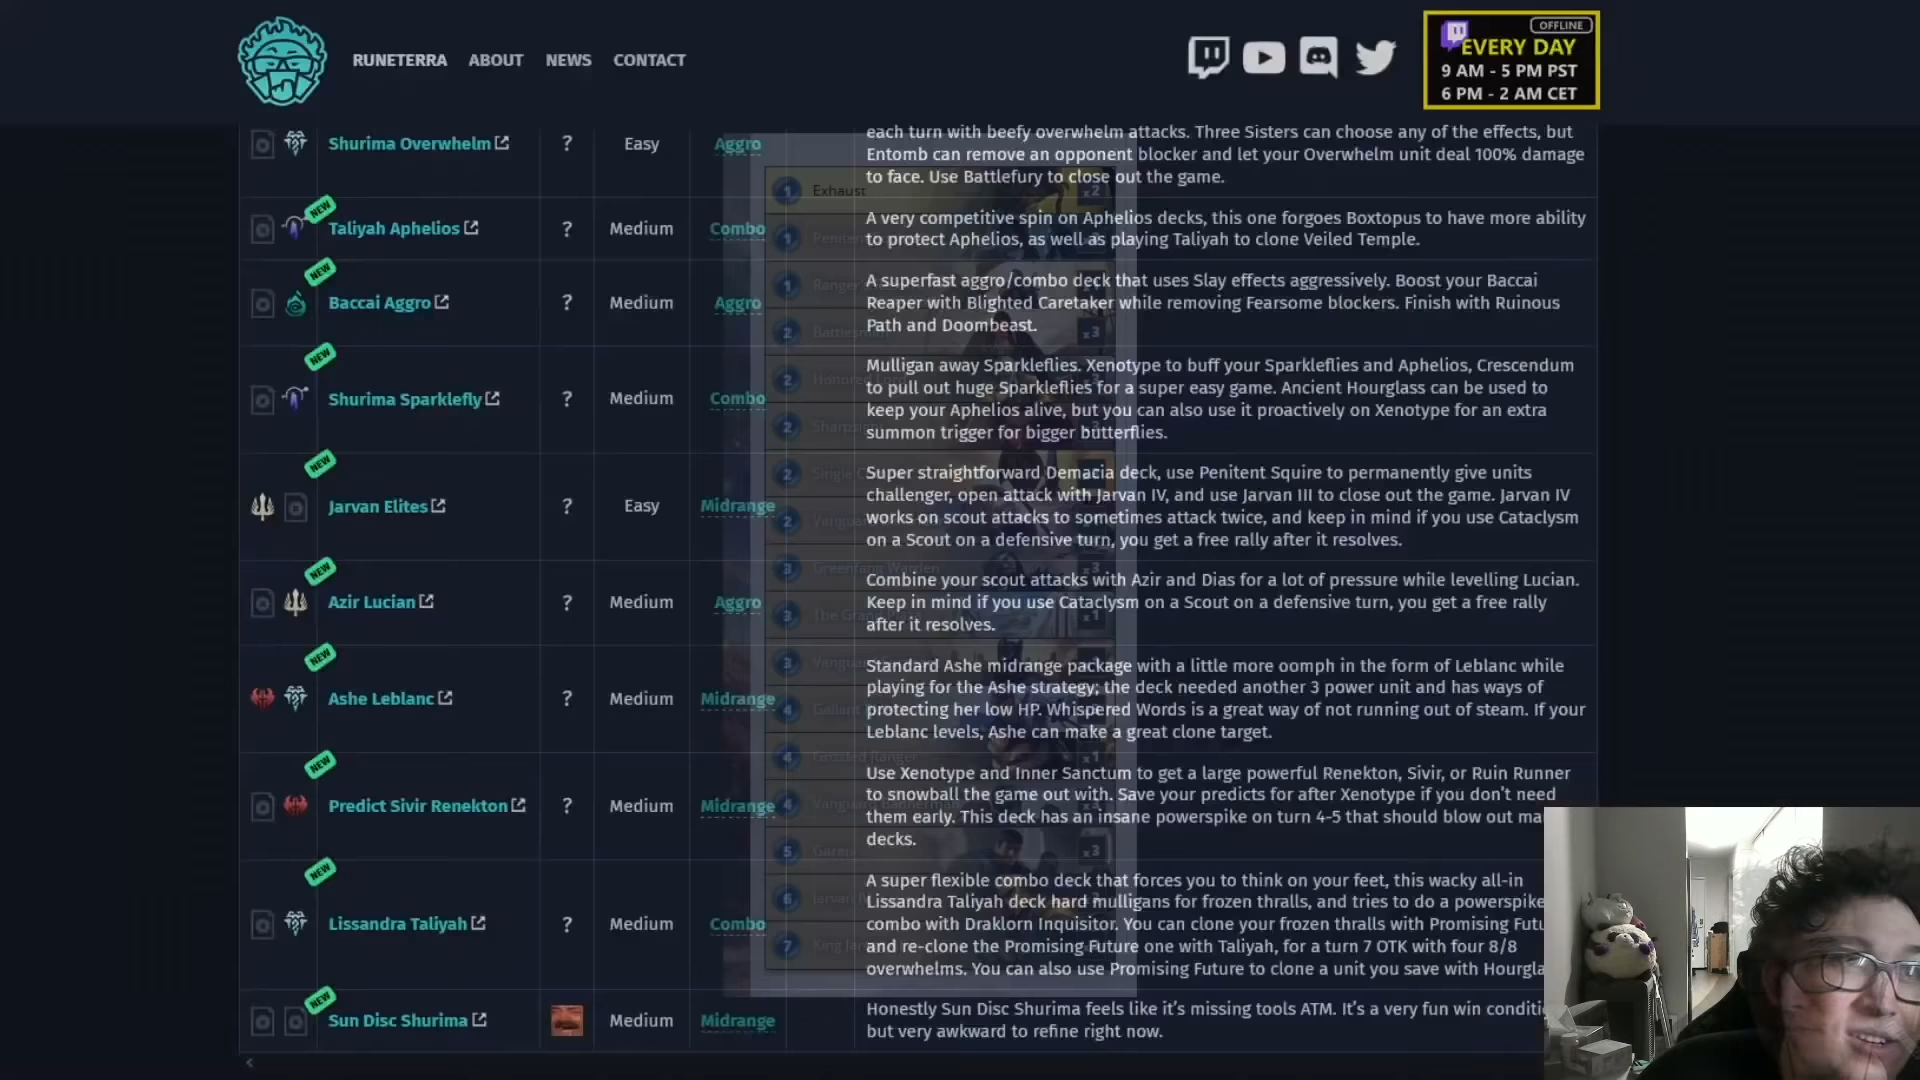 RUNETERRA ABOUT NEWS CONTACT
OFFLINE
EVERY DAY
9 AM - 5 PM PST
6 PM - 2 AM CET
Shurima Overwhelm ? Easy Aggro
each turn with beefy overwhelm attacks. Three Sisters can choose any of the effects, but
Entomb can remove an opponent blocker and let your Overwhelm unit deal 100% damage
to face. Use Battlefury to close out the game.
1 Exhaust x2
NEW
Taliyah Aphelios ? Medium Combo
A very competitive spin on Aphelios decks, this one forgoes Boxtopus to have more ability
to protect Aphelios, as well as playing Taliyah to clone Veiled Temple.
NEW
Baccai Aggro ? Medium Aggro
A superfast aggro/combo deck that uses Slay effects aggressively. Boost your Baccai
Reaper with Blighted Caretaker while removing Fearsome blockers. Finish with Ruinous
Path and Doombeast.
NEW
Shurima Sparklefly ? Medium Combo
Mulligan away Sparkleflies. Xenotype to buff your Sparkleflies and Aphelios, Crescendum
to pull out huge Sparkleflies for a super easy game. Ancient Hourglass can be used to
keep your Aphelios alive, but you can also use it proactively on Xenotype for an extra
summon trigger for bigger butterflies.
NEW
Jarvan Elites ? Easy Midrange
Super straightforward Demacia deck, use Penitent Squire to permanently give units
challenger, open attack with Jarvan IV, and use Jarvan III to close out the game. Jarvan IV
works on scout attacks to sometimes attack twice, and keep in mind if you use Cataclysm
on a Scout on a defensive turn, you get a free rally after it resolves.
3 Greenfang Warden x3
NEW
Azir Lucian ? Medium Aggro
Combine your scout attacks with Azir and Dias for a lot of pressure while levelling Lucian.
Keep in mind if you use Cataclysm on a Scout on a defensive turn, you get a free rally
after it resolves.
NEW
Ashe Leblanc ? Medium Midrange
Standard Ashe midrange package with a little more oomph in the form of Leblanc while
playing for the Ashe strategy; the deck needed another 3 power unit and has ways of
protecting her low HP. Whispered Words is a great way of not running out of steam. If your
Leblanc levels, Ashe can make a great clone target.
NEW
Predict Sivir Renekton ? Medium Midrange
Use Xenotype and Inner Sanctum to get a large powerful Renekton, Sivir, or Ruin Runner
to snowball the game out with. Save your predicts for after Xenotype if you don't need
them early. This deck has an insane powerspike on turn 4-5 that should blow out ma
decks.
5 Garen x3
NEW
Lissandra Taliyah ? Medium Combo
A super flexible combo deck that forces you to think on your feet, this wacky all-in
Lissandra Taliyah deck hard mulligans for frozen thralls, and tries to do a powerspike
combo with Draklorn Inquisitor. You can clone your frozen thralls with Promising Futu
and re-clone the Promising Future one with Taliyah, for a turn 7 OTK with four 8/8
overwhelms. You can also use Promising Future to clone a unit you save with Hourgla
NEW
Sun Disc Shurima Medium Midrange
Honestly Sun Disc Shurima feels like it's missing tools ATM. It's a very fun win conditi
but very awkward to refine right now.